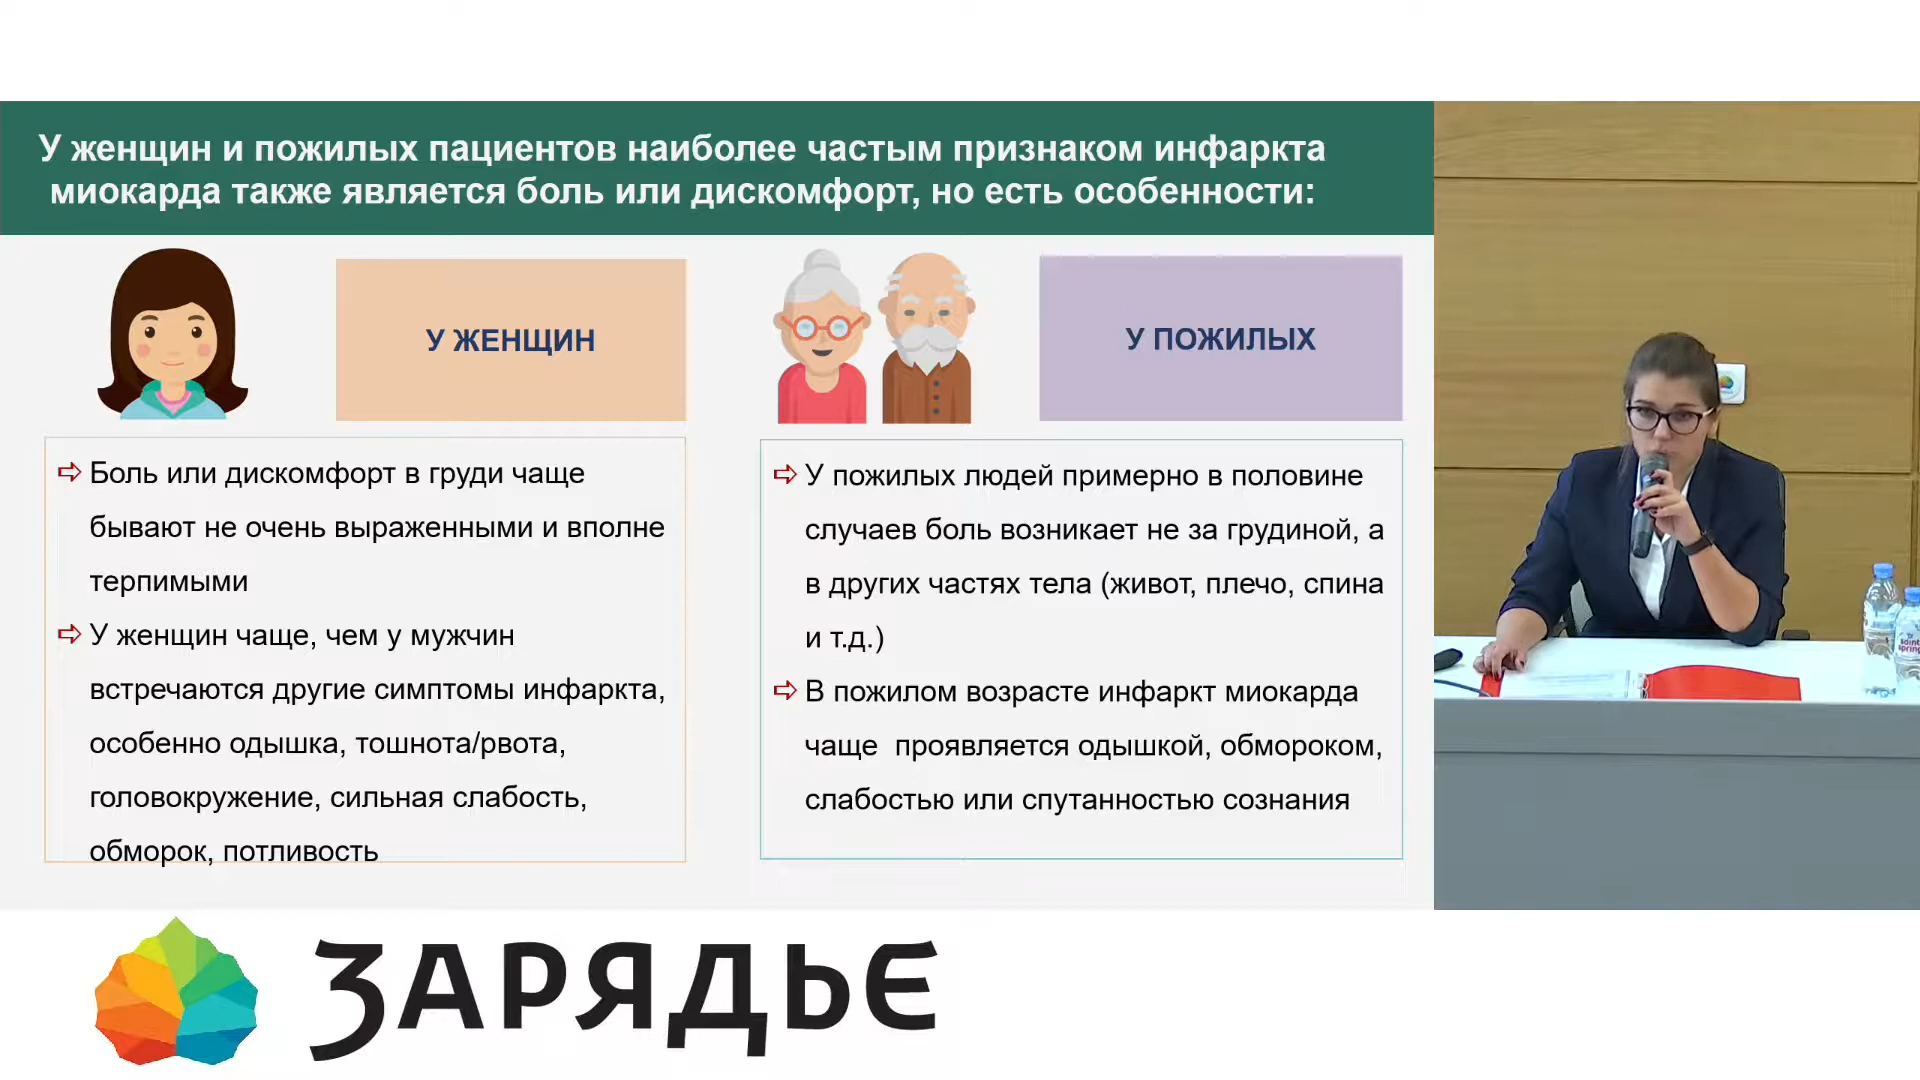 У женщин и пожилых пациентов наиболее частым признаком инфаркта
миокарда также является боль или дискомфорт, но есть особенности:
У ЖЕНЩИН
Боль или дискомфорт в груди чаще
бывают не очень выраженными и вполне
терпимыми
У женщин чаще, чем у мужчин
встречаются другие симптомы инфаркта,
особенно одышка, тошнота/рвота,
головокружение, сильная слабость,
обморок, потливость
У ПОЖИЛЫХ
У пожилых людей примерно в половине
случаев боль возникает не за грудиной, а
в других частях тела (живот, плечо, спина
и т.д.)
В пожилом возрасте инфаркт миокарда
чаще  проявляется одышкой, обмороком,
слабостью или спутанностью сознания
saint
spring
ЗАРЯДЬЕ